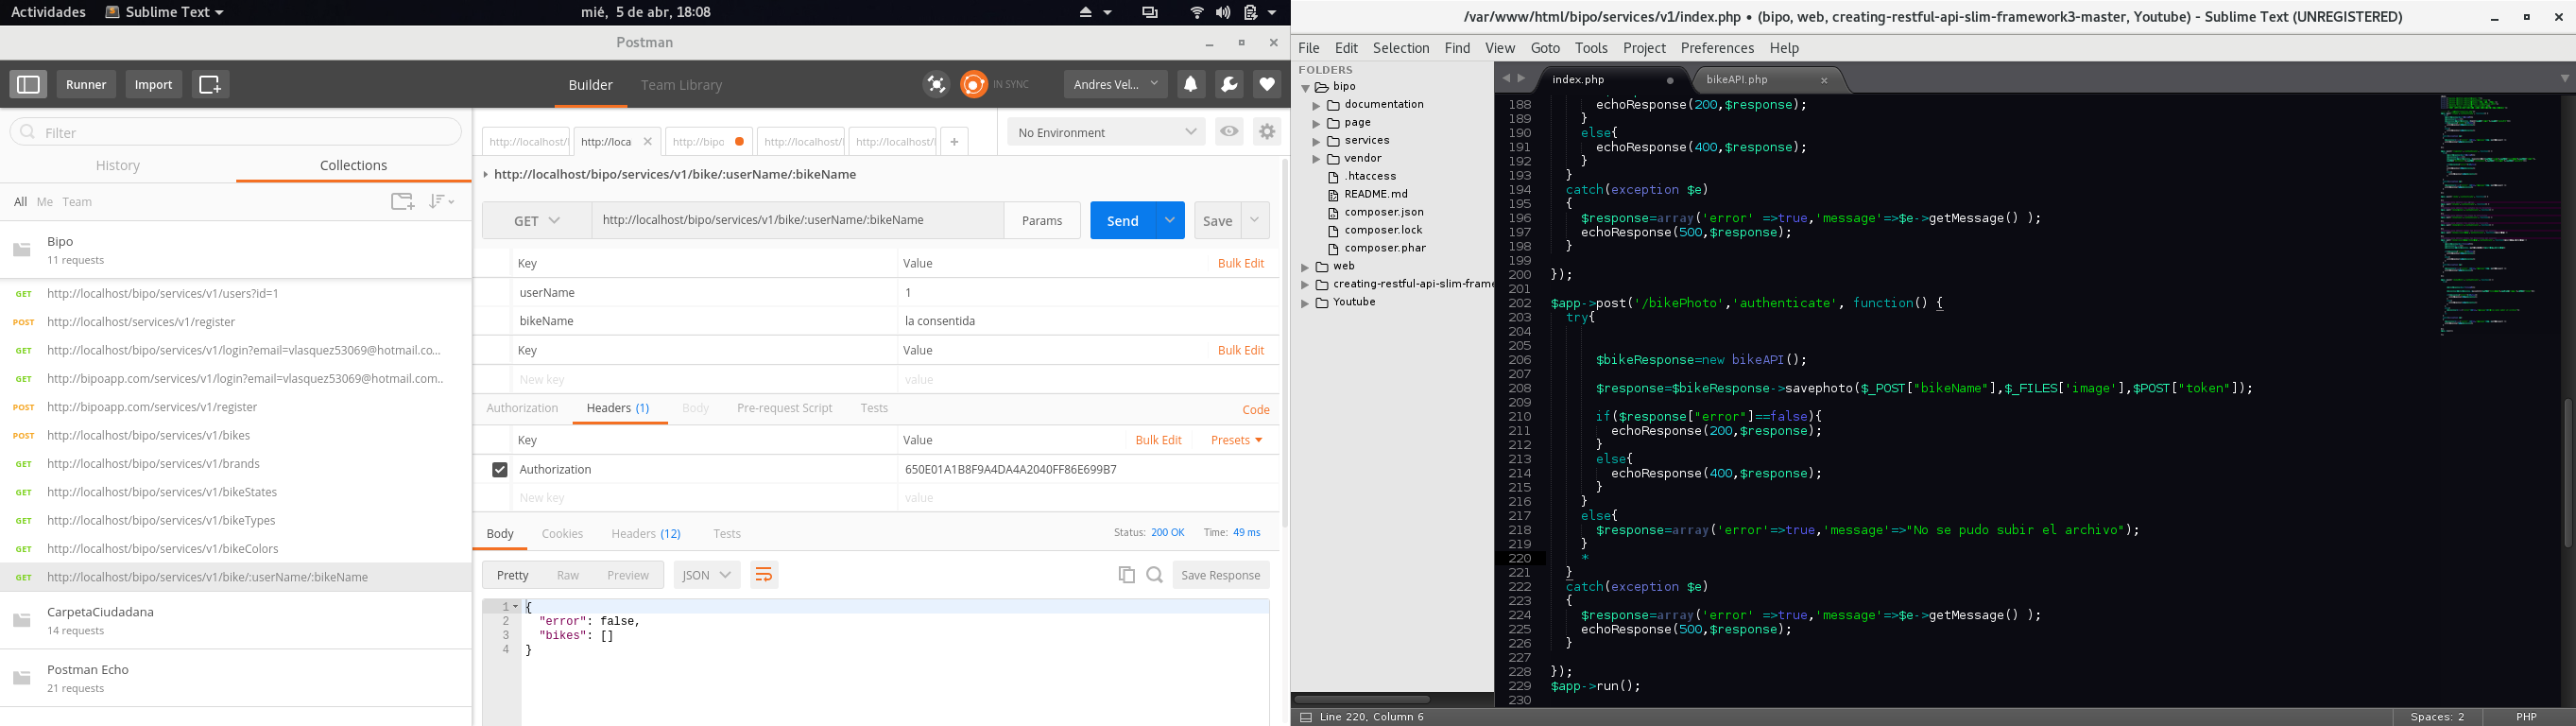 Actividades Sublime Text mié, 5 de abr, 18:08
Postman
Runner Import Builder Team Library IN SYNC Andres Vel...
Filter
History Collections
All Me Team
Bipo
11 requests
GET http://localhost/bipo/services/v1/users?id=1
POST http://localhost/services/v1/register
GET http://localhost/bipo/services/v1/login?email=vlasquez53069@hotmail.co...
GET http://bipoapp.com/services/v1/login?email=vlasquez53069@hotmail.com..
POST http://bipoapp.com/services/v1/register
POST http://localhost/bipo/services/v1/bikes
GET http://localhost/bipo/services/v1/brands
GET http://localhost/bipo/services/v1/bikeStates
GET http://localhost/bipo/services/v1/bikeTypes
GET http://localhost/bipo/services/v1/bikeColors
GET http://localhost/bipo/services/v1/bike/:userName/:bikeName
CarpetaCiudadana
14 requests
Postman Echo
21 requests
http://localhost/l http://loca http://bipo http://localhost/l http://localhost/l No Environment
http://localhost/bipo/services/v1/bike/:userName/:bikeName
GET http://localhost/bipo/services/v1/bike/:userName/:bikeName Params Send Save
Key Value Bulk Edit
userName 1
bikeName la consentida
Key Value Bulk Edit
New key value
Authorization Headers (1) Body Pre-request Script Tests Code
Key Value Bulk Edit Presets
Authorization 650E01A1B8F9A4DA4A2040FF86E699B7
New key value
Body Cookies Headers (12) Tests Status: 200 OK Time: 49 ms
Pretty Raw Preview JSON Save Response
1 {
2 "error": false,
3 "bikes": []
4 }
/var/www/html/bipo/services/v1/index.php • (bipo, web, creating-restful-api-slim-framework3-master, Youtube) - Sublime Text (UNREGISTERED)
File Edit Selection Find View Goto Tools Project Preferences Help
FOLDERS
bipo
documentation
page
services
vendor
.htaccess
README.md
composer.json
composer.lock
composer.phar
web
creating-restful-api-slim-frame
Youtube
index.php bikeAPI.php
188 echoResponse(200,$response);
189 }
190 else{
191 echoResponse(400,$response);
192 }
193 }
194 catch(exception $e)
195 {
196 $response=array('error' =>true,'message'=>$e->getMessage() );
197 echoResponse(500,$response);
198 }
199
200 });
201
202 $app->post('/bikePhoto','authenticate', function() {
203 try{
204
205
206 $bikeResponse=new bikeAPI();
207
208 $response=$bikeResponse->savephoto($_POST["bikeName"],$_FILES['image'],$POST["token"]);
209
210 if($response["error"]==false){
211 echoResponse(200,$response);
212 }
213 else{
214 echoResponse(400,$response);
215 }
216 }
217 else{
218 $response=array('error'=>true,'message'=>"No se pudo subir el archivo");
219 }
220 *
221 }
222 catch(exception $e)
223 {
224 $response=array('error' =>true,'message'=>$e->getMessage() );
225 echoResponse(500,$response);
226 }
227
228 });
229 $app->run();
230
Line 220, Column 6 Spaces: 2 PHP